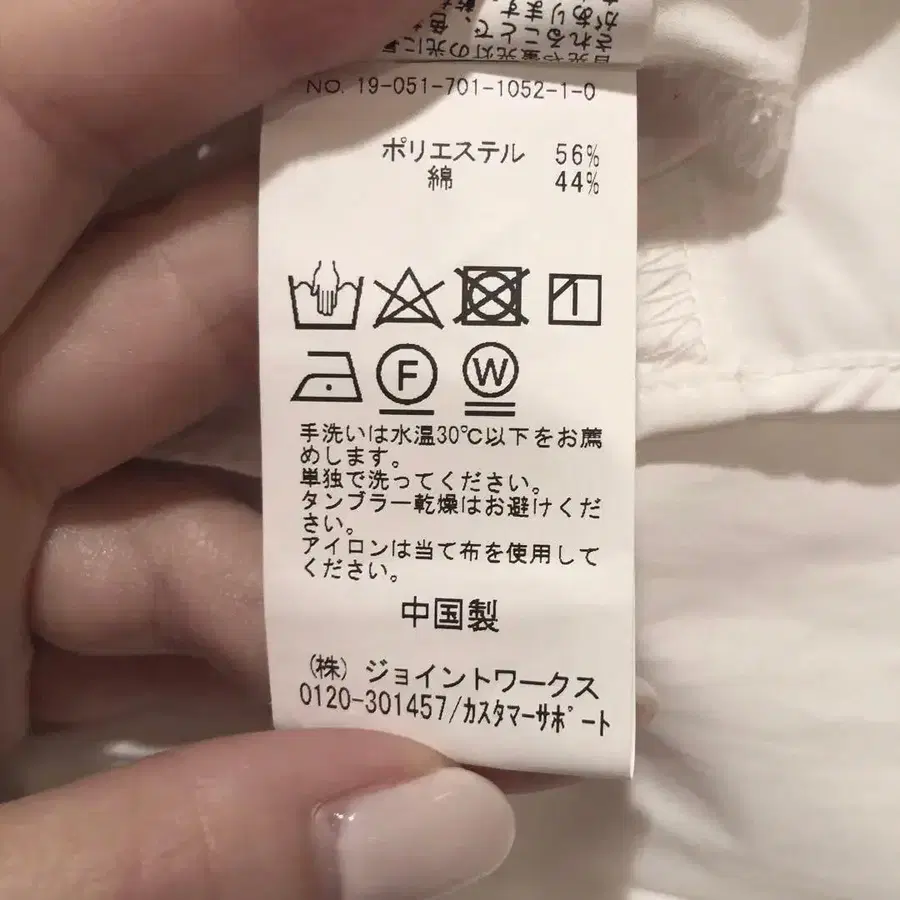 NO. 19-051-701-1052-1-0
ポリエステル 56%
綿 44%
F
W
手洗いは水温30℃以下をお薦
めします。
単独で洗ってください。
タンブラー乾燥はお避けくだ
さい。
アイロンは当て布を使用して
ください。
中国製
(株) ジョイントワークス
0120-301457/カスタマーサポート